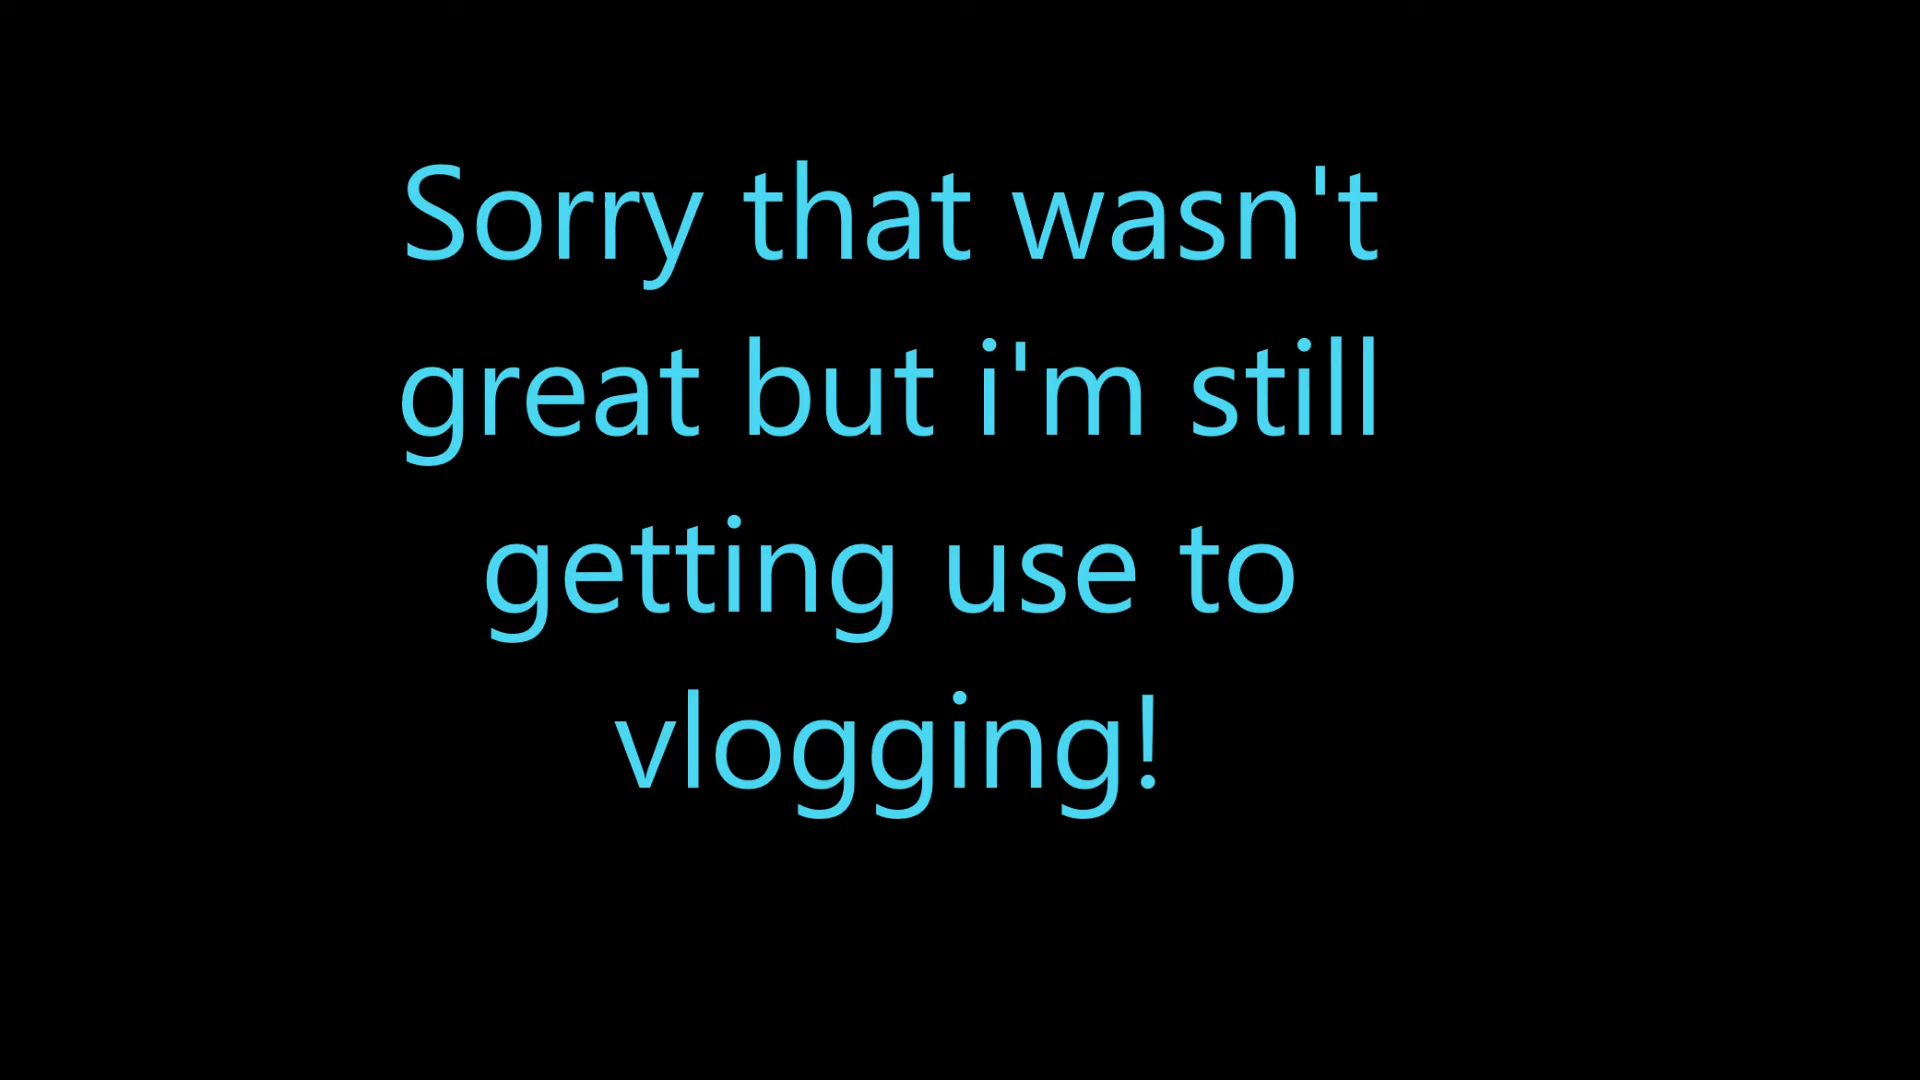 Sorry that wasn't
great but i'm still
getting use to
vlogging!